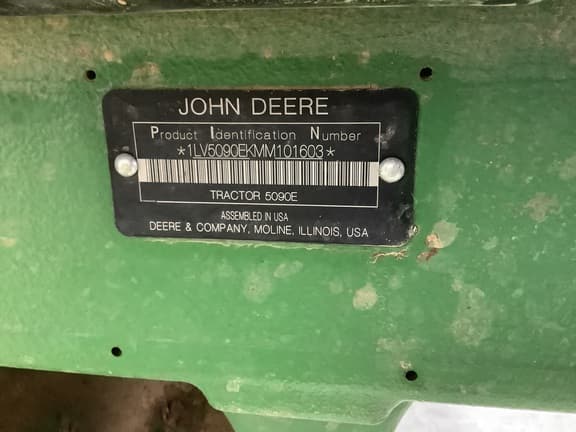 JOHN DEERE
Product Identification Number
*1LV5090EKMM101603*
TRACTOR 5090E
ASSEMBLED IN USA
DEERE & COMPANY, MOLINE, ILLINOIS, USA